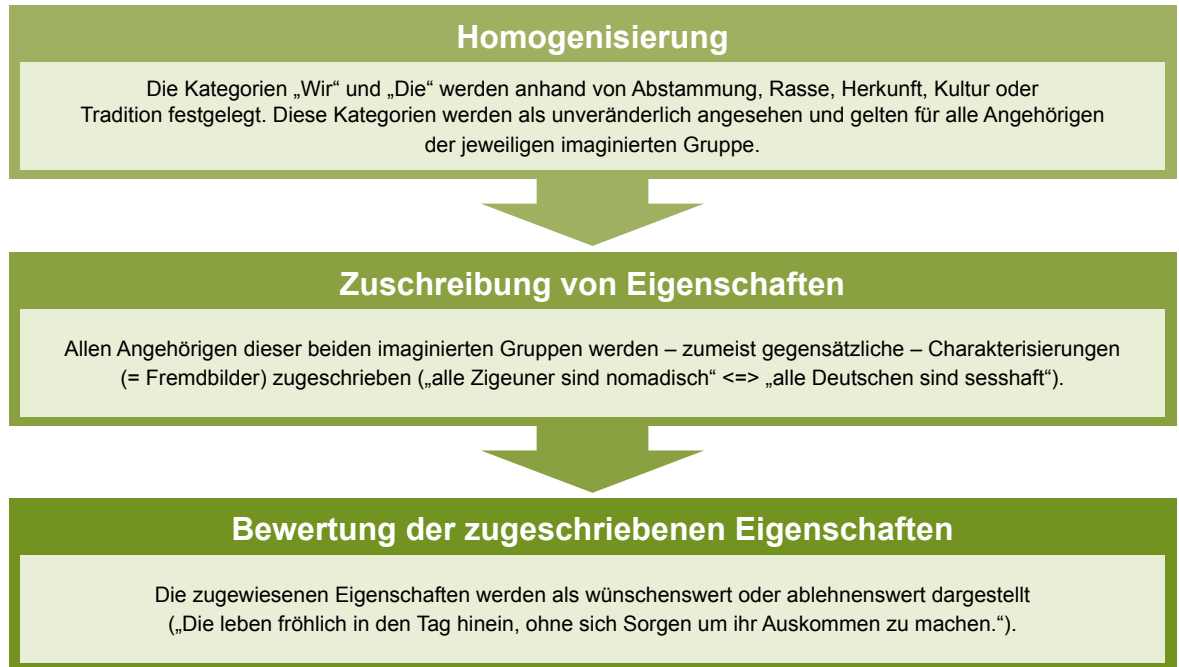 Homogenisierung
Die Kategorien „Wir“ und „Die“ werden anhand von Abstammung, Rasse, Herkunft, Kultur oder
Tradition festgelegt. Diese Kategorien werden als unveränderlich angesehen und gelten für alle Angehörigen
der jeweiligen imaginierten Gruppe.
Zuschreibung von Eigenschaften
Allen Angehörigen dieser beiden imaginierten Gruppen werden – zumeist gegensätzliche – Charakterisierungen
(= Fremdbilder) zugeschrieben („alle Zigeuner sind nomadisch“ <=> „alle Deutschen sind sesshaft“).
Bewertung der zugeschriebenen Eigenschaften
Die zugewiesenen Eigenschaften werden als wünschenswert oder ablehnenswert dargestellt
(„Die leben fröhlich in den Tag hinein, ohne sich Sorgen um ihr Auskommen zu machen.“).